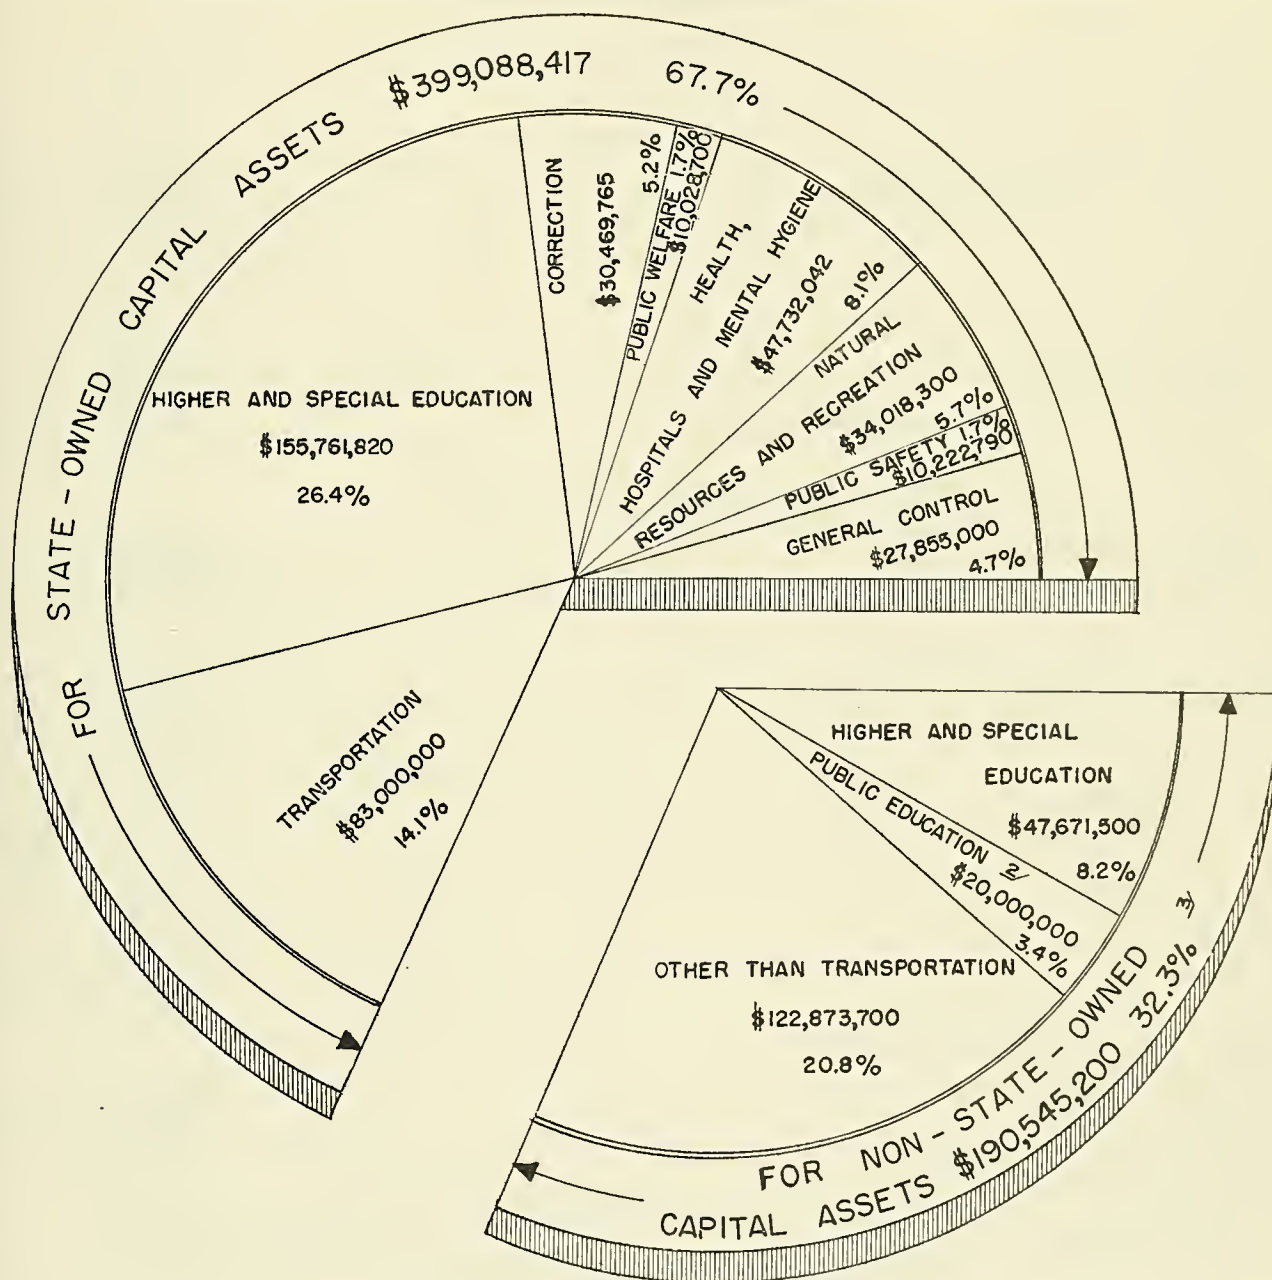 FOR STATE-OWNED CAPITAL ASSETS $399,088,417 67.7%
HIGHER AND SPECIAL EDUCATION
$155,761,820
26.4%
CORRECTION
$30,469,765
5.2%
PUBLIC WELFARE 1.7%
$10,028,700
HEALTH,
HOSPITALS AND MENTAL HYGIENE
$47,732,042
8.1%
NATURAL
RESOURCES AND RECREATION
$34,018,300
5.7%
PUBLIC SAFETY 1.7%
$10,222,790
GENERAL CONTROL
$27,855,000
4.7%
TRANSPORTATION
$83,000,000
14.1%
HIGHER AND SPECIAL
EDUCATION
$47,671,500
8.2%
PUBLIC EDUCATION 2/
$20,000,000
3.4%
OTHER THAN TRANSPORTATION
$122,873,700
20.8%
FOR NON-STATE-OWNED 3/
CAPITAL ASSETS $190,545,200 32.3%